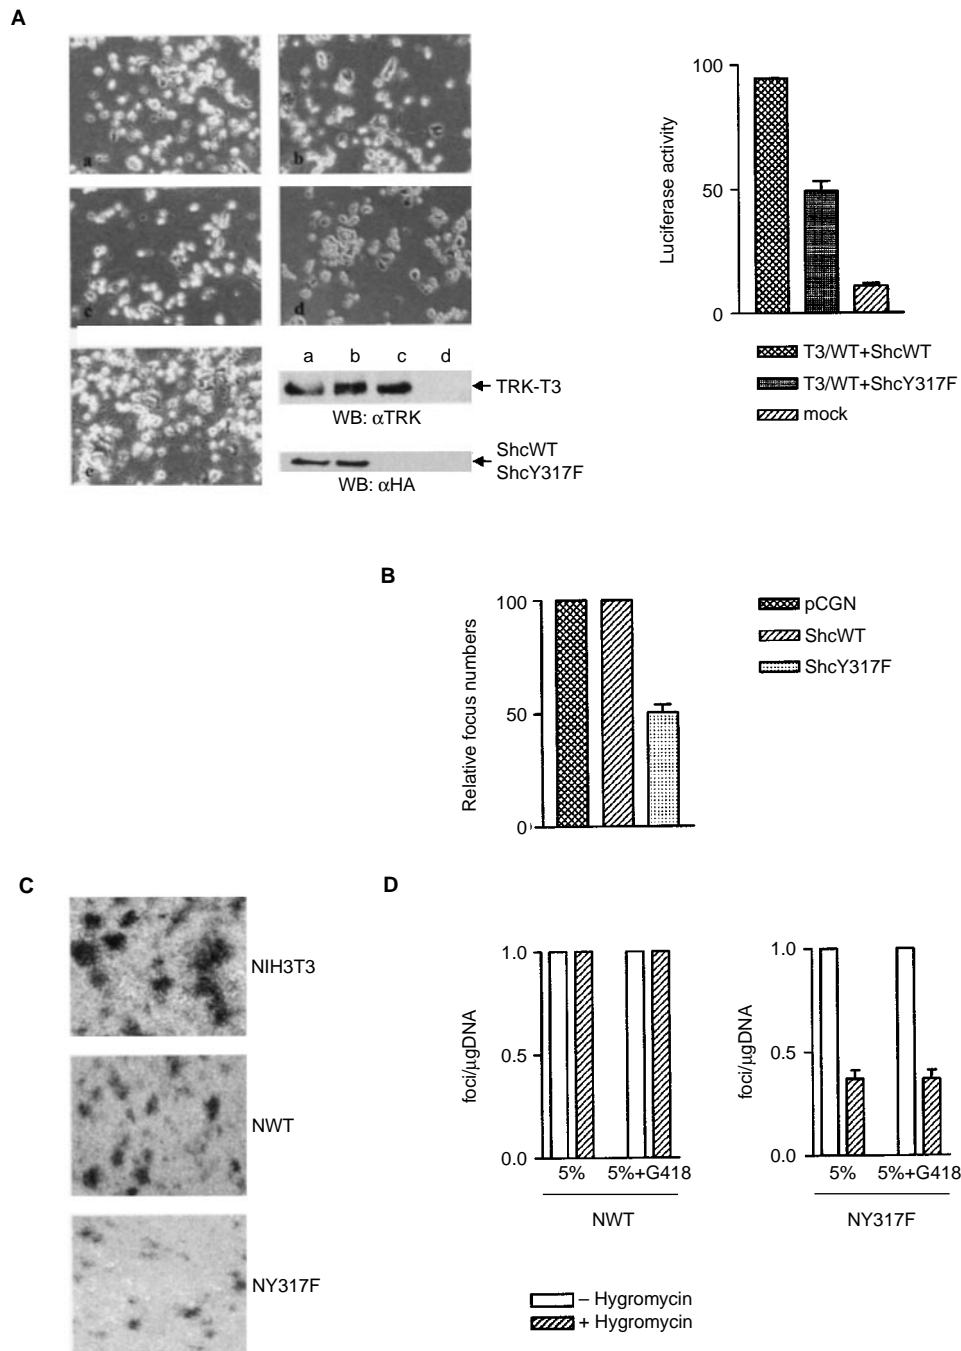 A
a
b
c
d
e
a b c d
TRK-T3
WB: αTRK
ShcWT
ShcY317F
WB: αHA
100
50
0
Luciferase activity
T3/WT+ShcWT
T3/WT+ShcY317F
mock
B
100
50
0
Relative focus numbers
pCGN
ShcWT
ShcY317F
C
NIH3T3
NWT
NY317F
D
1.0
0.5
0.0
foci/µgDNA
5% 5%+G418
NWT
1.0
0.5
0.0
foci/µgDNA
5% 5%+G418
NY317F
– Hygromycin
+ Hygromycin